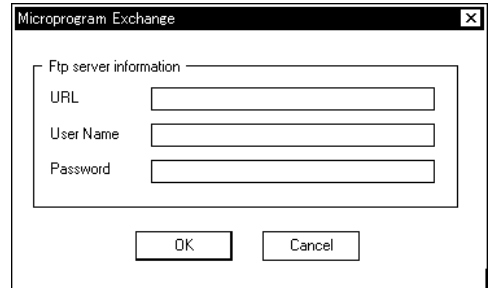 Microprogram Exchange
Ftp server information
URL
User Name
Password
OK Cancel